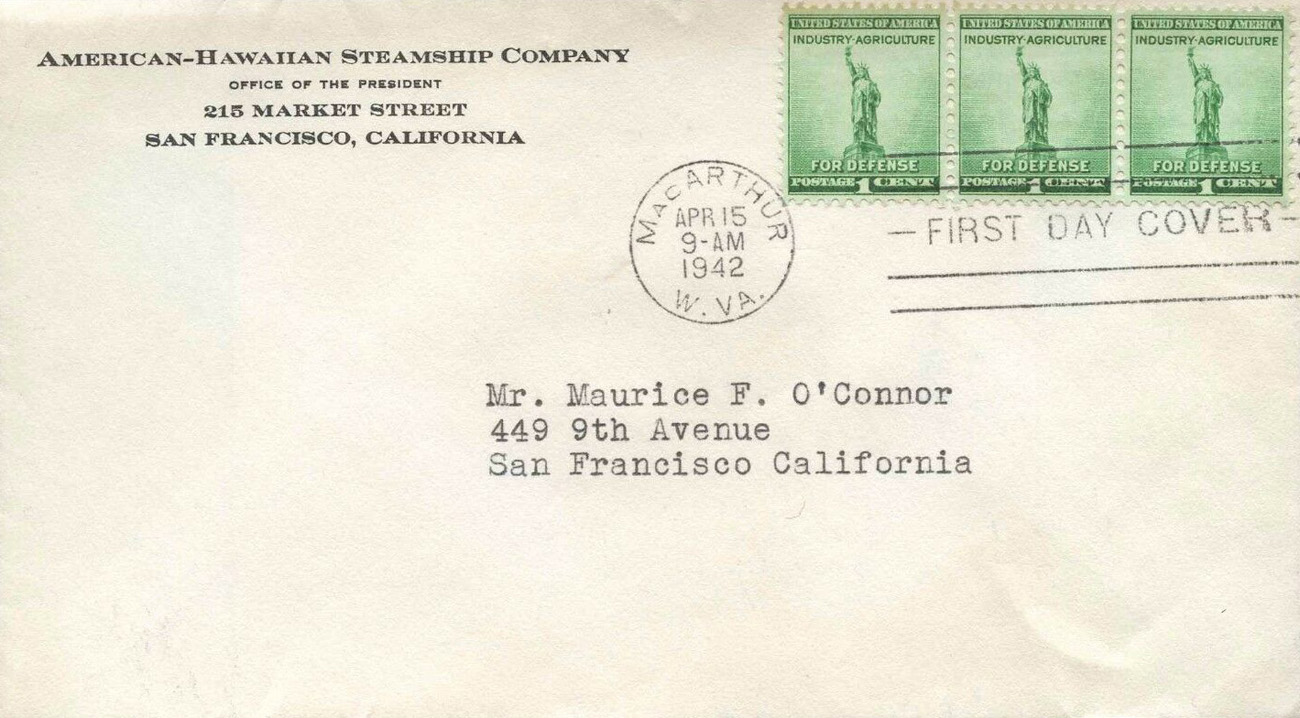 AMERICAN-HAWAIIAN STEAMSHIP COMPANY
OFFICE OF THE PRESIDENT
215 MARKET STREET
SAN FRANCISCO, CALIFORNIA
UNITED STATES OF AMERICA
INDUSTRY·AGRICULTURE
FOR DEFENSE
POSTAGE 1 CENT
UNITED STATES OF AMERICA
INDUSTRY·AGRICULTURE
FOR DEFENSE
POSTAGE 1 CENT
UNITED STATES OF AMERICA
INDUSTRY·AGRICULTURE
FOR DEFENSE
POSTAGE 1 CENT
MacARTHUR
APR 15
9-AM
1942
W. VA.
— FIRST DAY COVER —
Mr. Maurice F. O'Connor
449 9th Avenue
San Francisco California